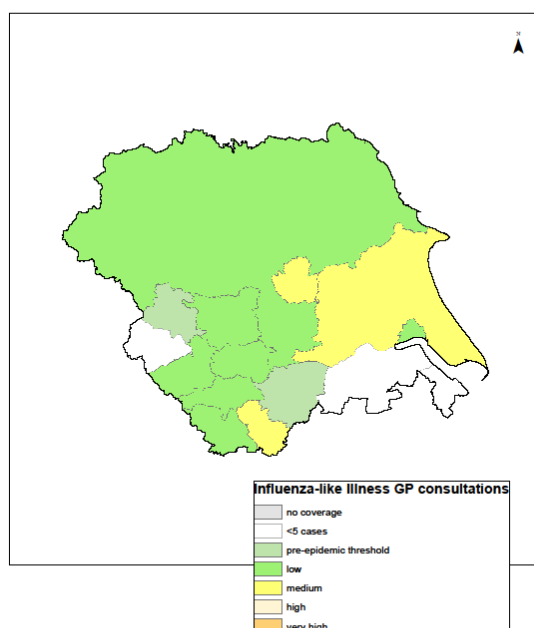 N
Influenza-like Illness GP consultations
no coverage
<5 cases
pre-epidemic threshold
low
medium
high
very high